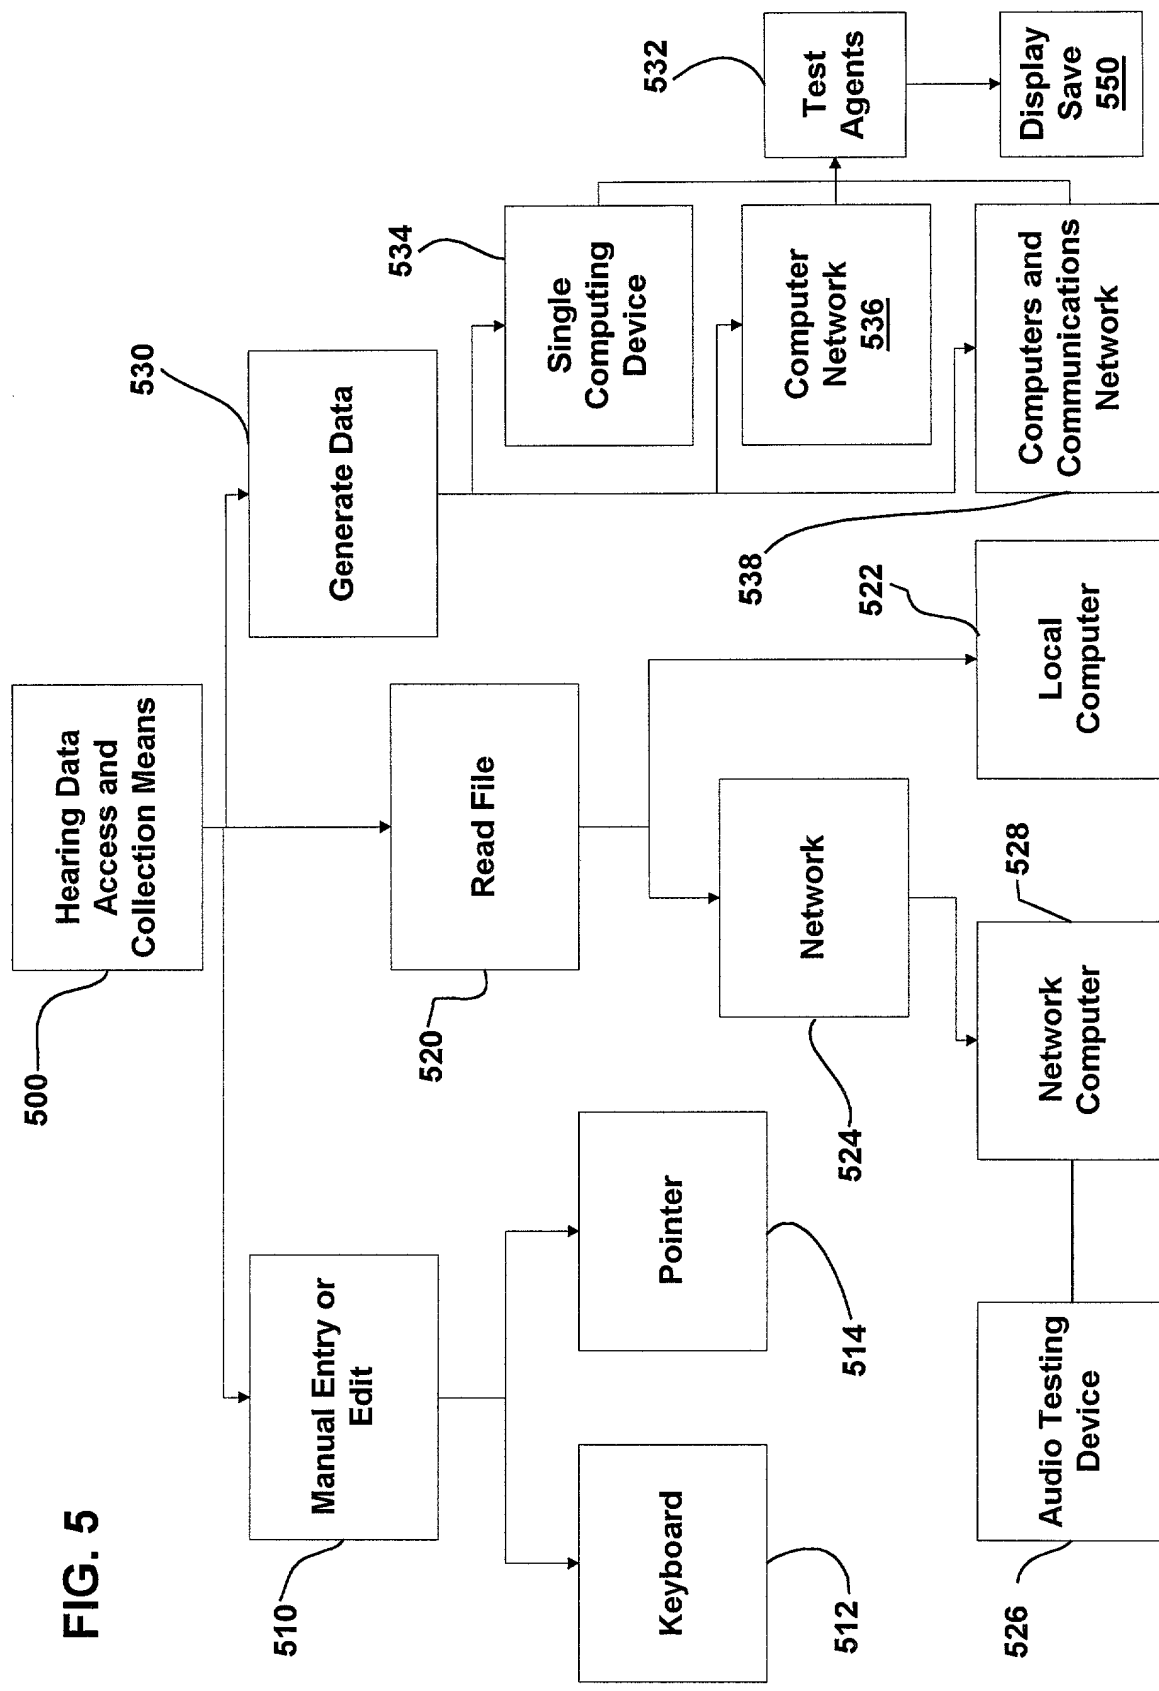 FIG. 5
500
Hearing Data
Access and
Collection Means
510
Manual Entry or
Edit
520
Read File
530
Generate Data
512
Keyboard
514
Pointer
524
Network
534
Single
Computing
Device
532
Test
Agents
Computer
Network
536
526
Audio Testing
Device
528
Network
Computer
522
Local
Computer
538
Computers and
Communications
Network
Display
Save
550